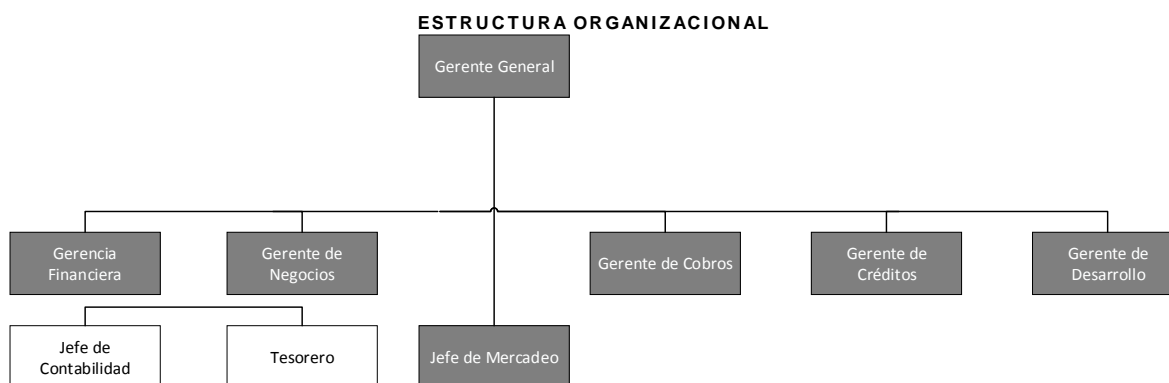 ESTRUCTURA ORGANIZACIONAL
Gerente General
Gerencia
Financiera
Gerente de
Negocios
Gerente de Cobros
Gerente de
Créditos
Gerente de
Desarrollo
Jefe de
Contabilidad
Tesorero
Jefe de Mercadeo